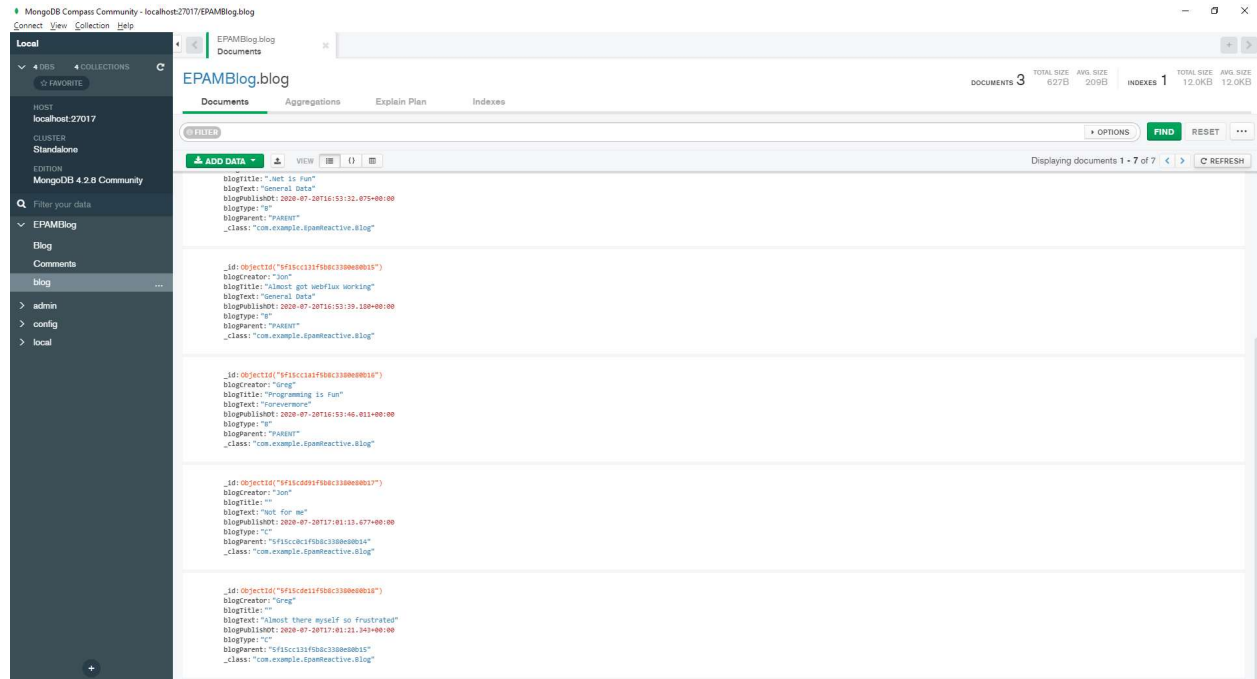 MongoDB Compass Community - localhost:27017/EPAMBlog.blog
Connect View Collection Help
Local
4 DBS 4 COLLECTIONS
FAVORITE
HOST
localhost:27017
CLUSTER
Standalone
EDITION
MongoDB 4.2.8 Community
Filter your data
EPAMBlog
Blog
Comments
blog
admin
config
local
EPAMBlog.blog
Documents
EPAMBlog.blog
DOCUMENTS 3 TOTAL SIZE 627B AVG. SIZE 209B INDEXES 1 TOTAL SIZE 12.0KB AVG. SIZE 12.0KB
Documents Aggregations Explain Plan Indexes
FILTER OPTIONS FIND RESET ...
ADD DATA VIEW {} Displaying documents 1 - 7 of 7 < > REFRESH
blogTitle: ".Net is Fun"
blogText: "General Data"
blogPublishDt: 2020-07-20T16:53:32.075+00:00
blogType: "B"
blogParent: "PARENT"
_class: "com.example.EpamReactive.Blog"
_id: ObjectId("5f15cc131f5b8c3380e80b15")
blogCreator: "Jon"
blogTitle: "Almost got Webflux Working"
blogText: "General Data"
blogPublishDt: 2020-07-20T16:53:39.180+00:00
blogType: "B"
blogParent: "PARENT"
_class: "com.example.EpamReactive.Blog"
_id: ObjectId("5f15cc1a1f5b8c3380e80b16")
blogCreator: "Greg"
blogTitle: "Programming is Fun"
blogText: "Forevermore"
blogPublishDt: 2020-07-20T16:53:46.011+00:00
blogType: "B"
blogParent: "PARENT"
_class: "com.example.EpamReactive.Blog"
_id: ObjectId("5f15cdd91f5b8c3380e80b17")
blogCreator: "Jon"
blogTitle: ""
blogText: "Not for me"
blogPublishDt: 2020-07-20T17:01:13.677+00:00
blogType: "C"
blogParent: "5f15cc0c1f5b8c3380e80b14"
_class: "com.example.EpamReactive.Blog"
_id: ObjectId("5f15cde11f5b8c3380e80b18")
blogCreator: "Greg"
blogTitle: ""
blogText: "Almost there myself so frustrated"
blogPublishDt: 2020-07-20T17:01:21.343+00:00
blogType: "C"
blogParent: "5f15cc131f5b8c3380e80b15"
_class: "com.example.EpamReactive.Blog"